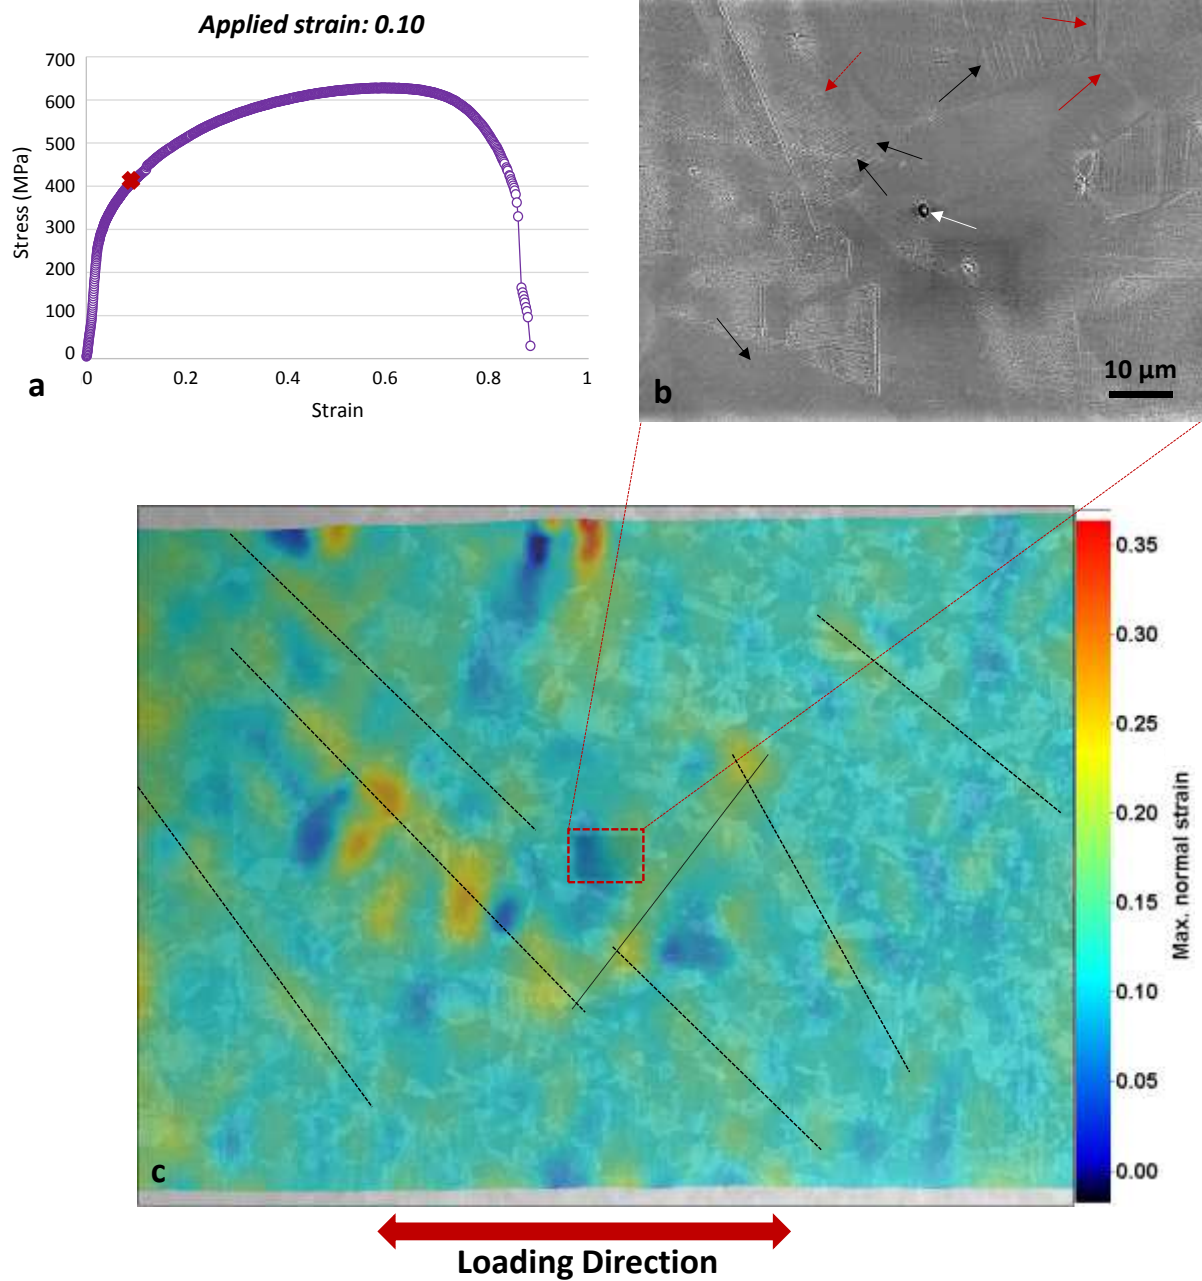 Applied strain: 0.10
700
600
500
400
300
200
100
0
Stress (MPa)
0
0.2
0.4
0.6
0.8
1
Strain
a
b
10 µm
0.35
0.30
0.25
0.20
0.15
0.10
0.05
0.00
Max. normal strain
c
Loading Direction